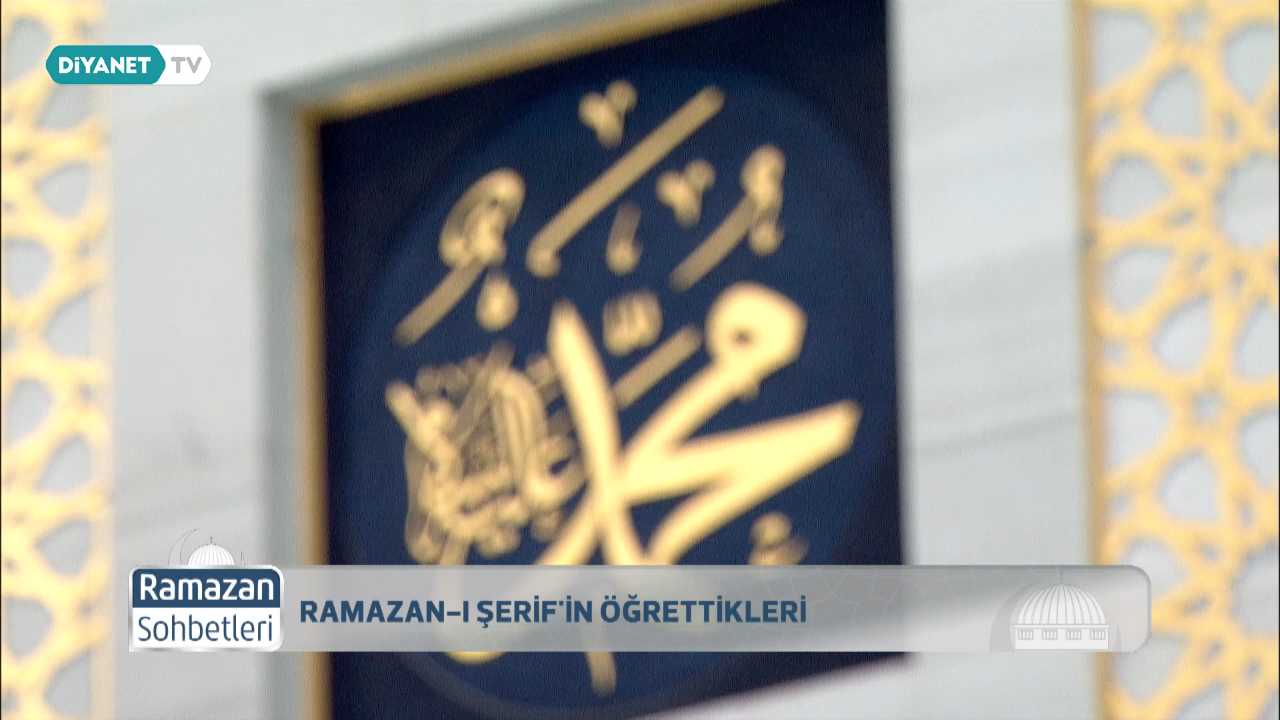 DİYANET TV
Ramazan
Sohbetleri
RAMAZAN–I ŞERİF'İN ÖĞRETTİKLERİ
محمد